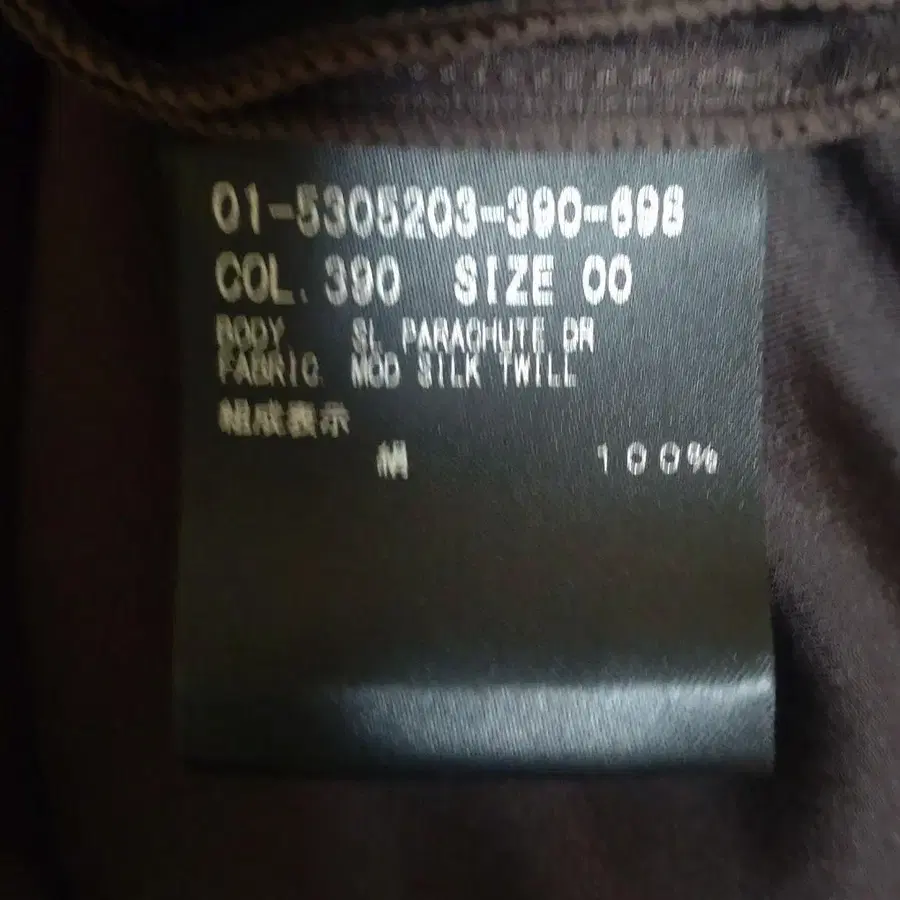 01-5305203-390-698
COL.390 SIZE 00
BODY SL PARACHUTE DR
FABRIC MOD SILK TWILL
組成表示
100%